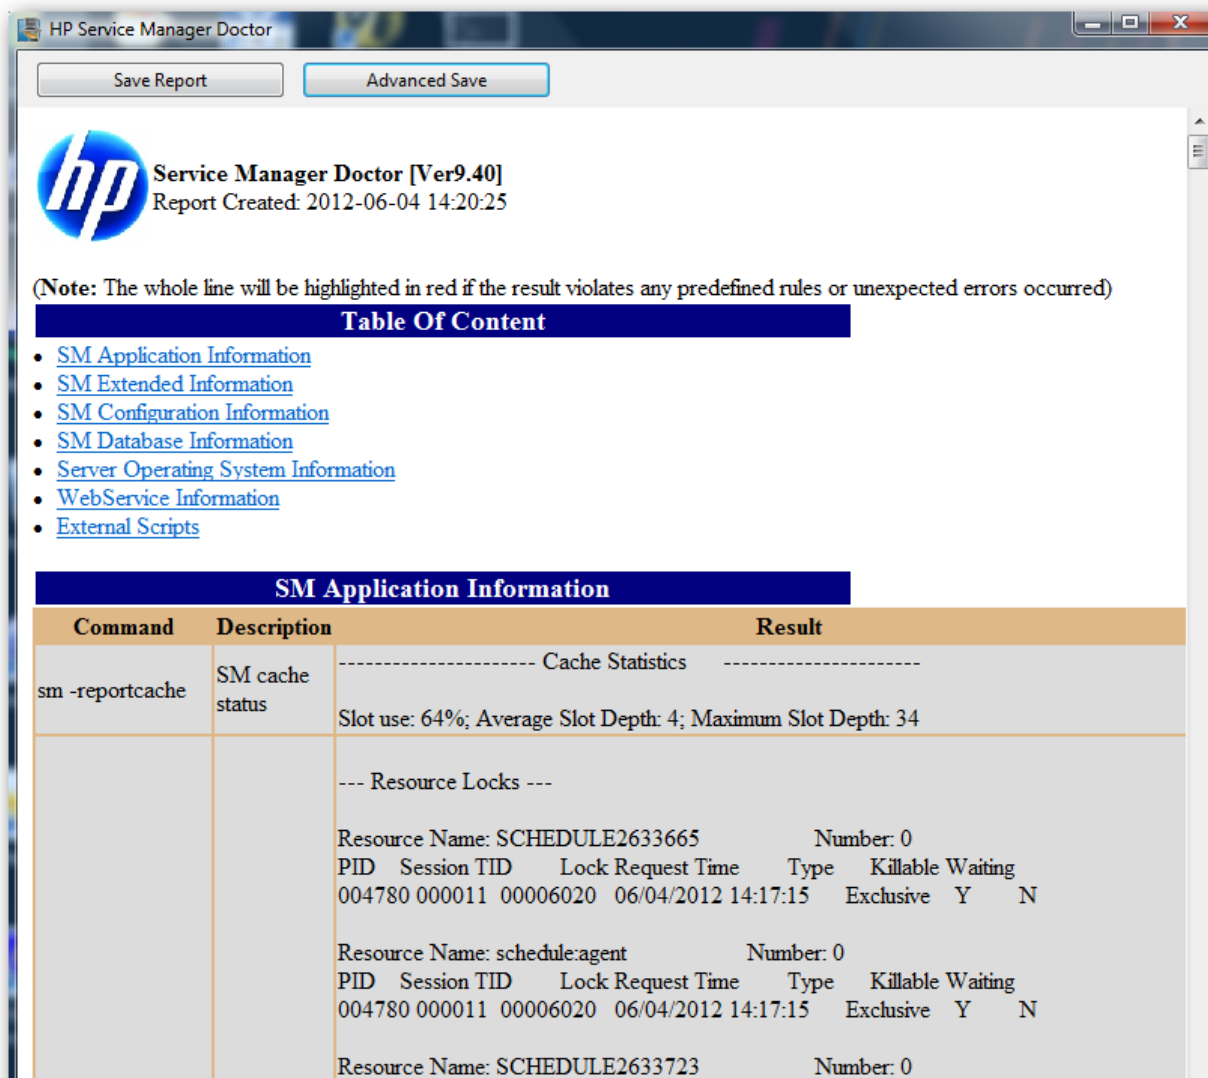 HP Service Manager Doctor
Save Report Advanced Save
hp
Service Manager Doctor [Ver9.40]
Report Created: 2012-06-04 14:20:25
(Note: The whole line will be highlighted in red if the result violates any predefined rules or unexpected errors occurred)
Table Of Content
SM Application Information
SM Extended Information
SM Configuration Information
SM Database Information
Server Operating System Information
WebService Information
External Scripts
SM Application Information
Command Description Result
sm -reportcache
SM cache
status
---------------------- Cache Statistics ----------------------
Slot use: 64%; Average Slot Depth: 4; Maximum Slot Depth: 34
--- Resource Locks ---
Resource Name: SCHEDULE2633665 Number: 0
PID Session TID Lock Request Time Type Killable Waiting
004780 000011 00006020 06/04/2012 14:17:15 Exclusive Y N
Resource Name: schedule:agent Number: 0
PID Session TID Lock Request Time Type Killable Waiting
004780 000011 00006020 06/04/2012 14:17:15 Exclusive Y N
Resource Name: SCHEDULE2633723 Number: 0